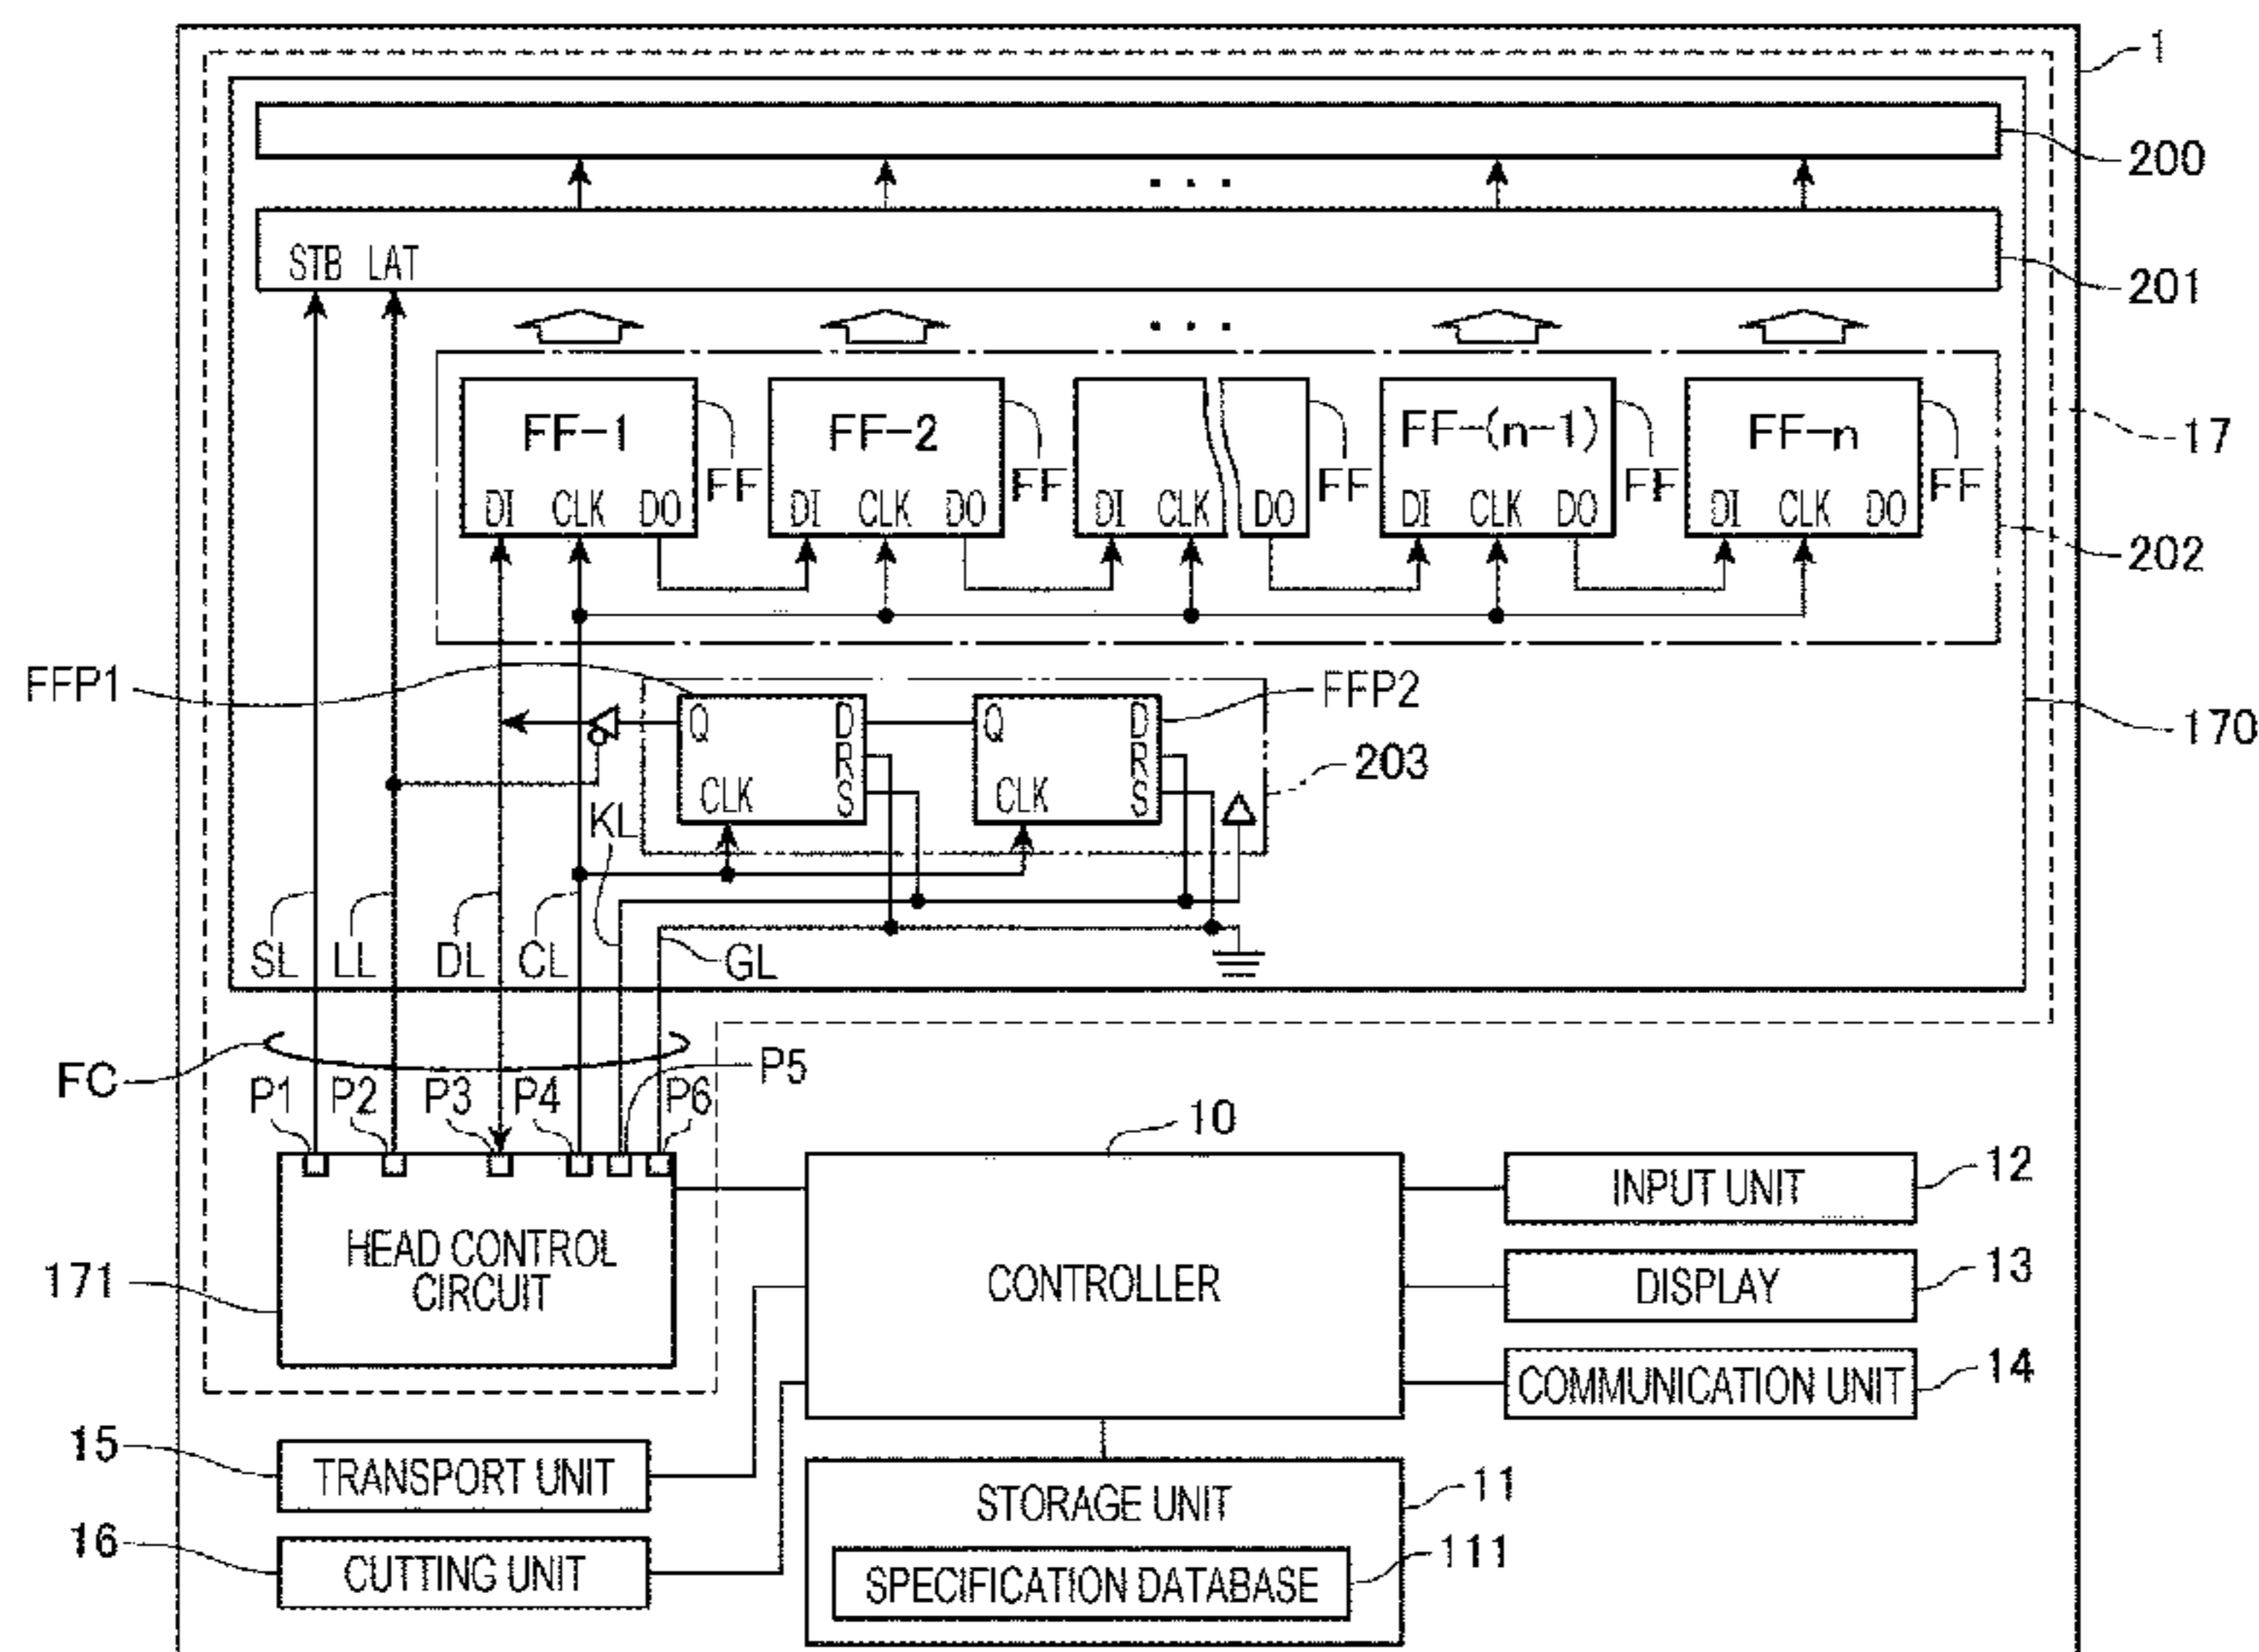 1
200
STB LAT
201
FF-1 FF-2 FF-(n-1) FF-n
FF FF FF FF FF
DI CLK DO DI CLK DO DI CLK DO DI CLK DO DI CLK DO
17
202
FFP1
Q D Q D
R R
S S
CLK CLK
FFP2
203
170
KL
SL LL DL CL GL
FC
P1 P2 P3 P4 P5 P6
HEAD CONTROL
CIRCUIT
171
10
CONTROLLER
INPUT UNIT
12
DISPLAY
13
COMMUNICATION UNIT
14
15
TRANSPORT UNIT
16
CUTTING UNIT
STORAGE UNIT
11
SPECIFICATION DATABASE
111